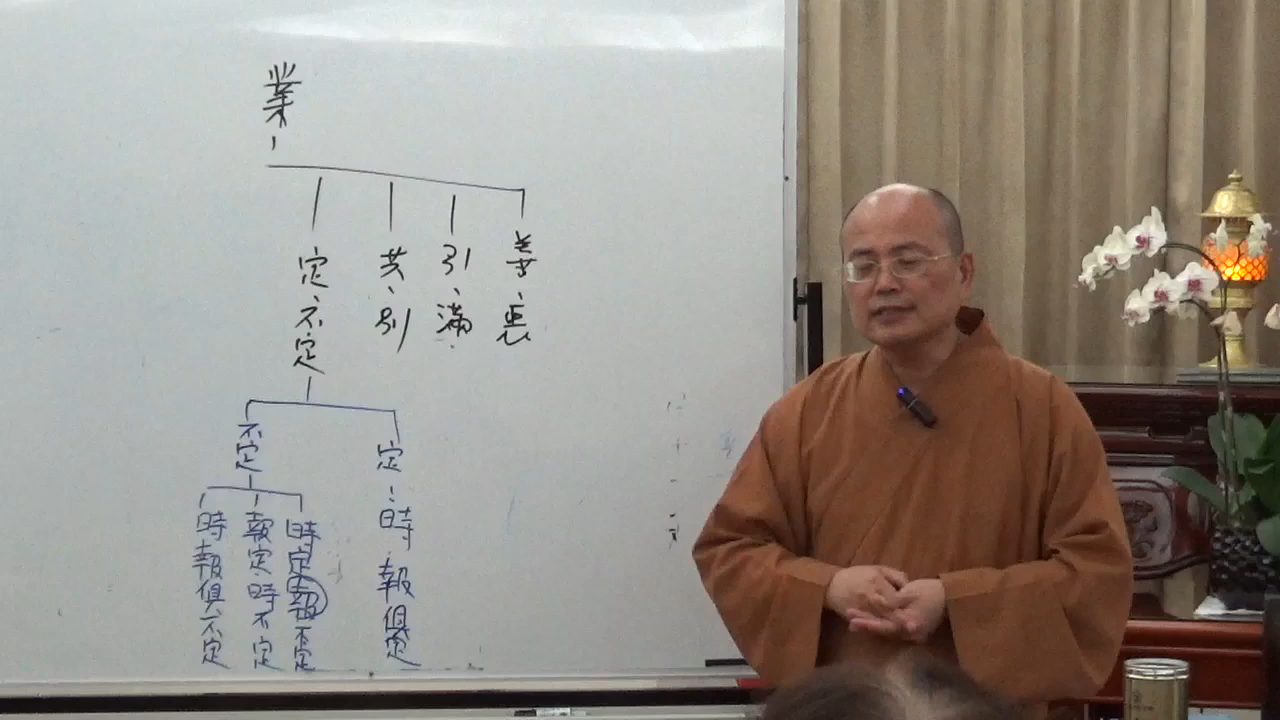 業
善、惡
引、滿
共、別
定、不定
定：時報俱定
不定
時定報不定
報定時不定
時報俱不定